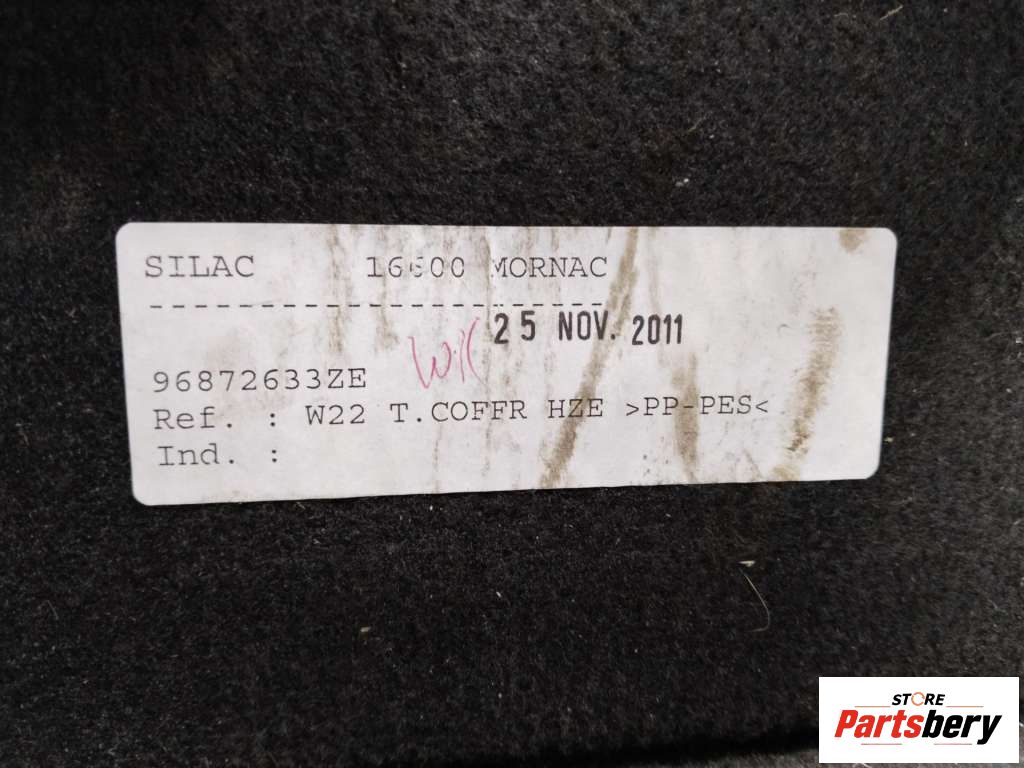 SILAC 16600 MORNAC
--------------------
25 NOV. 2011
96872633ZE
Ref. : W22 T.COFFR HZE >PP-PES<
Ind. :
STORE
Partsbery